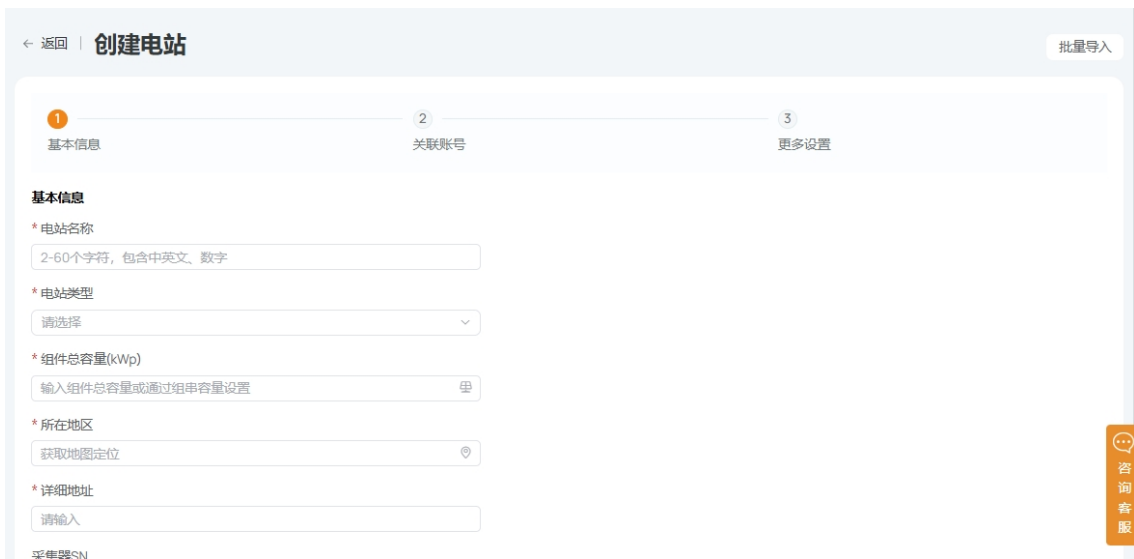 ← 返回 | 创建电站
批量导入
1
2
3
基本信息
关联账号
更多设置
基本信息
* 电站名称
2-60个字符，包含中英文、数字
* 电站类型
请选择
* 组件总容量(kWp)
输入组件总容量或通过组串容量设置
* 所在地区
获取地图定位
* 详细地址
请输入
采集器SN
咨询客服